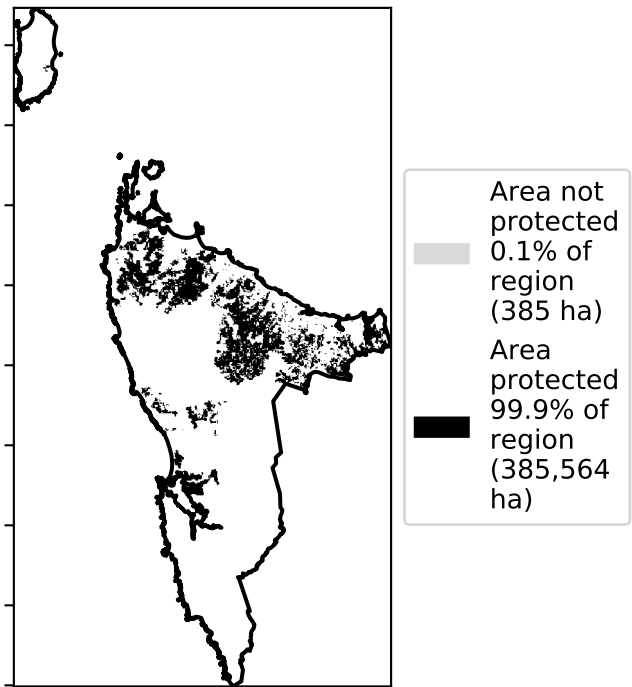 Area not
protected
0.1% of
region
(385 ha)
Area
protected
99.9% of
region
(385,564
ha)